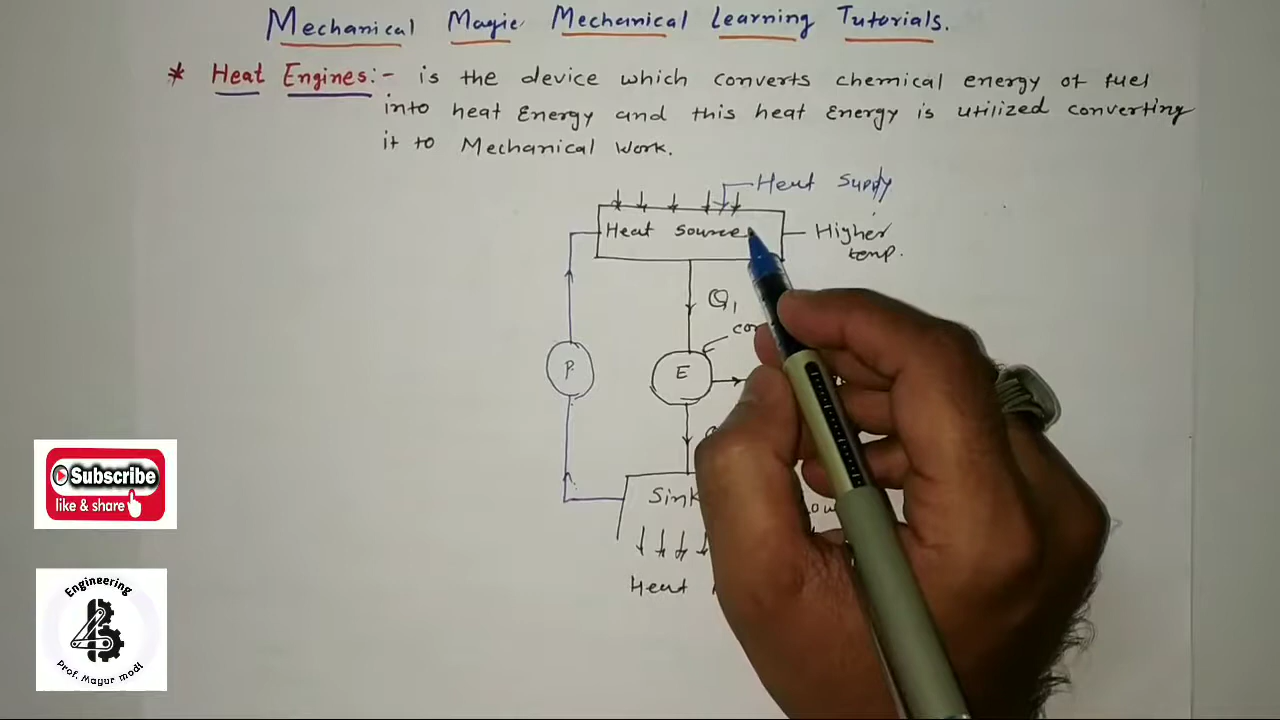 Mechanical Magic Mechanical Learning Tutorials.
* Heat Engines:- is the device which converts chemical energy of fuel
into heat Energy and this heat Energy is utilized converting
it to Mechanical Work.
Heat Supply
Heat Source
Higher
temp.
Q1
P.
E
Sink
Heat
Subscribe
like & share
Engineering
Prof. Mayur modi